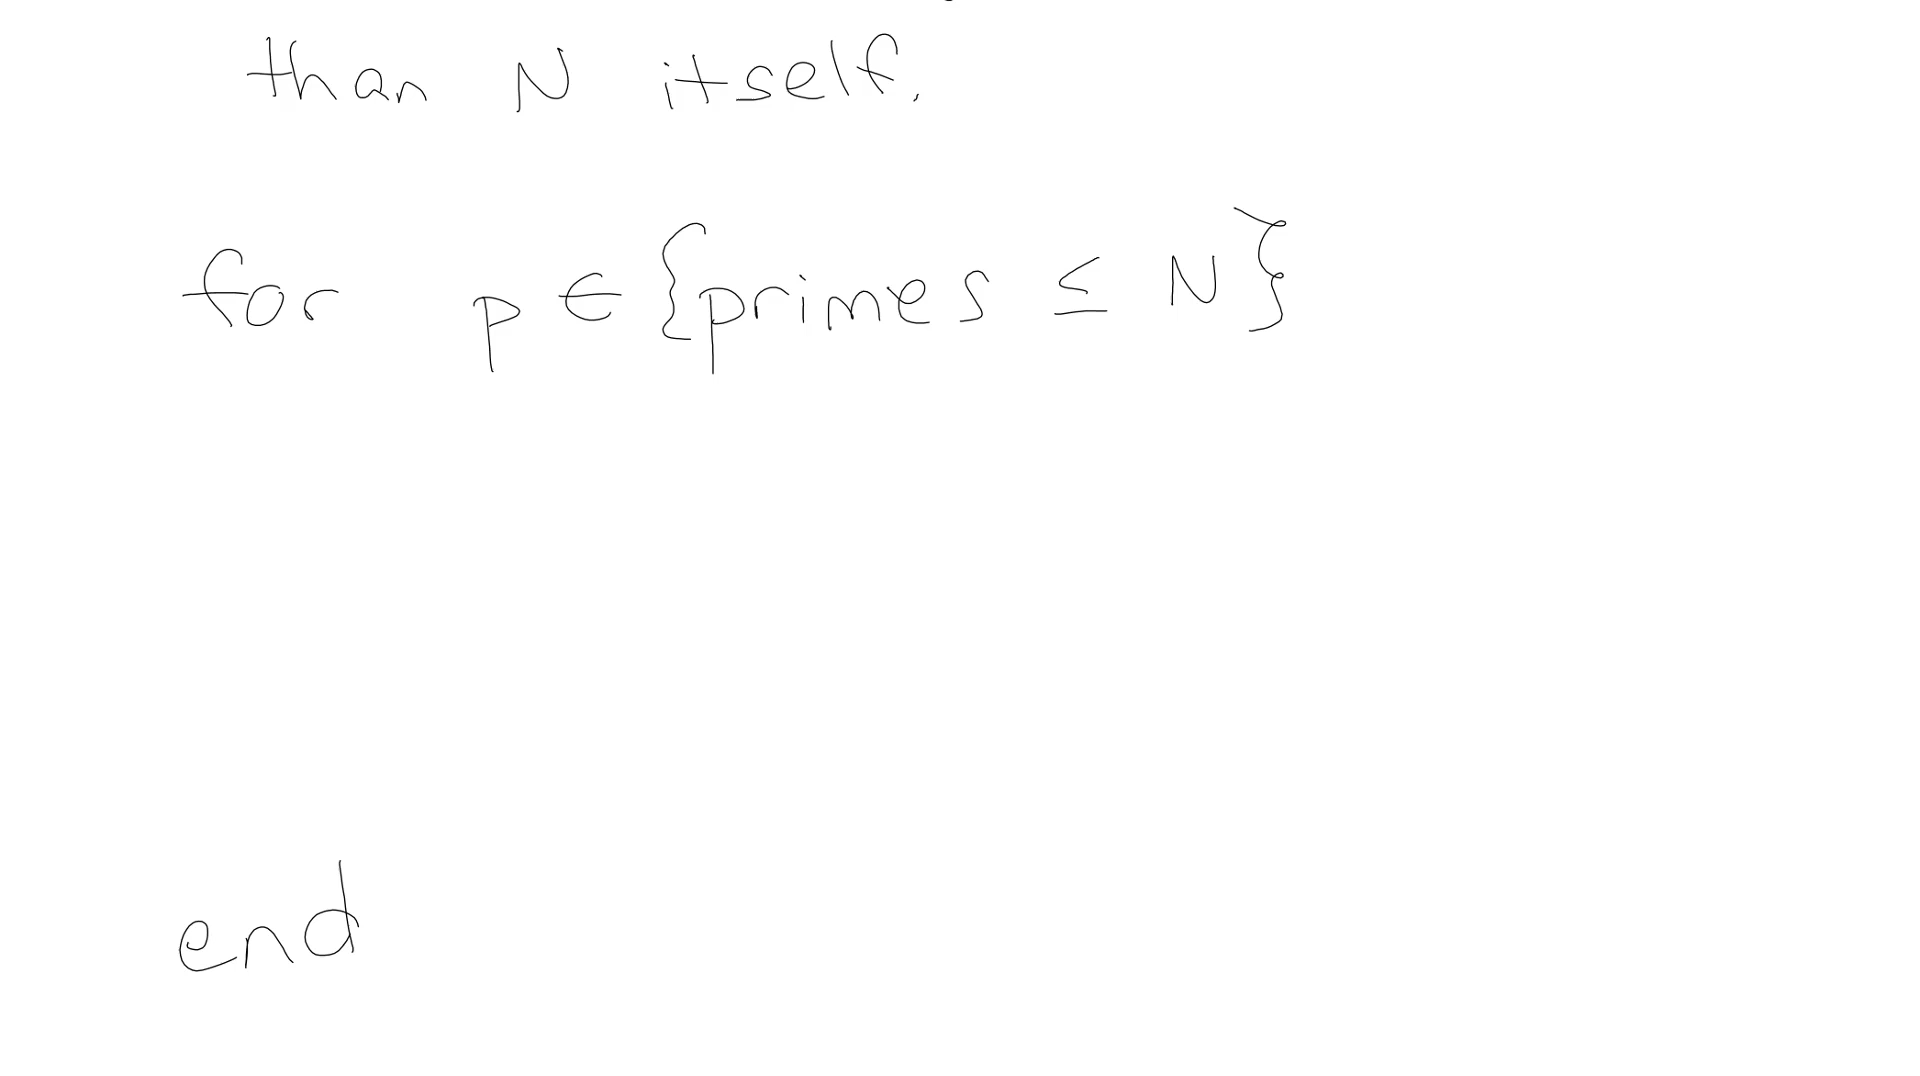 than N itself.
for p ∈ {primes ≤ N}
end